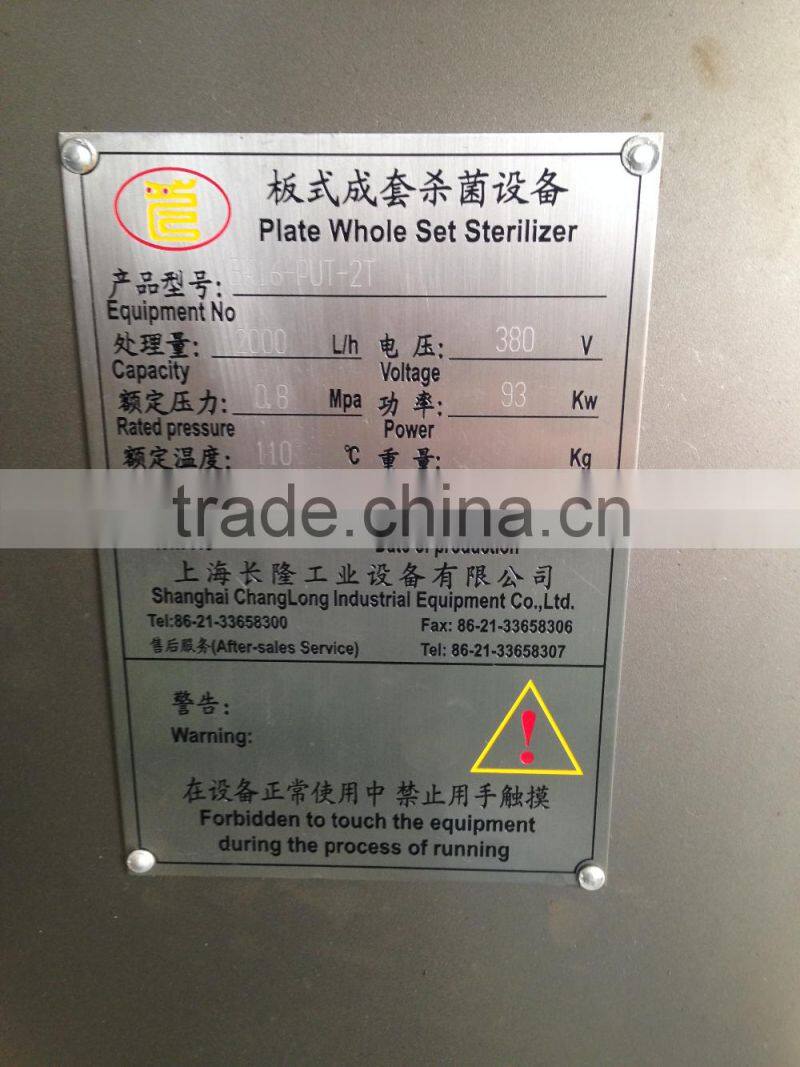 板式成套杀菌设备
Plate Whole Set Sterilizer
产品型号: -PUT-2T
Equipment No
处理量: 2000 L/h 电压: 380 V
Capacity Voltage
额定压力: 0.8 Mpa 功率: 93 Kw
Rated pressure Power
额定温度: 110 ℃ 重量: Kg
trade.china.cn
Date of production
上海长隆工业设备有限公司
Shanghai ChangLong Industrial Equipment Co.,Ltd.
Tel:86-21-33658300 Fax: 86-21-33658306
售后服务(After-sales Service) Tel: 86-21-33658307
警告:
Warning:
在设备正常使用中 禁止用手触摸
Forbidden to touch the equipment
during the process of running